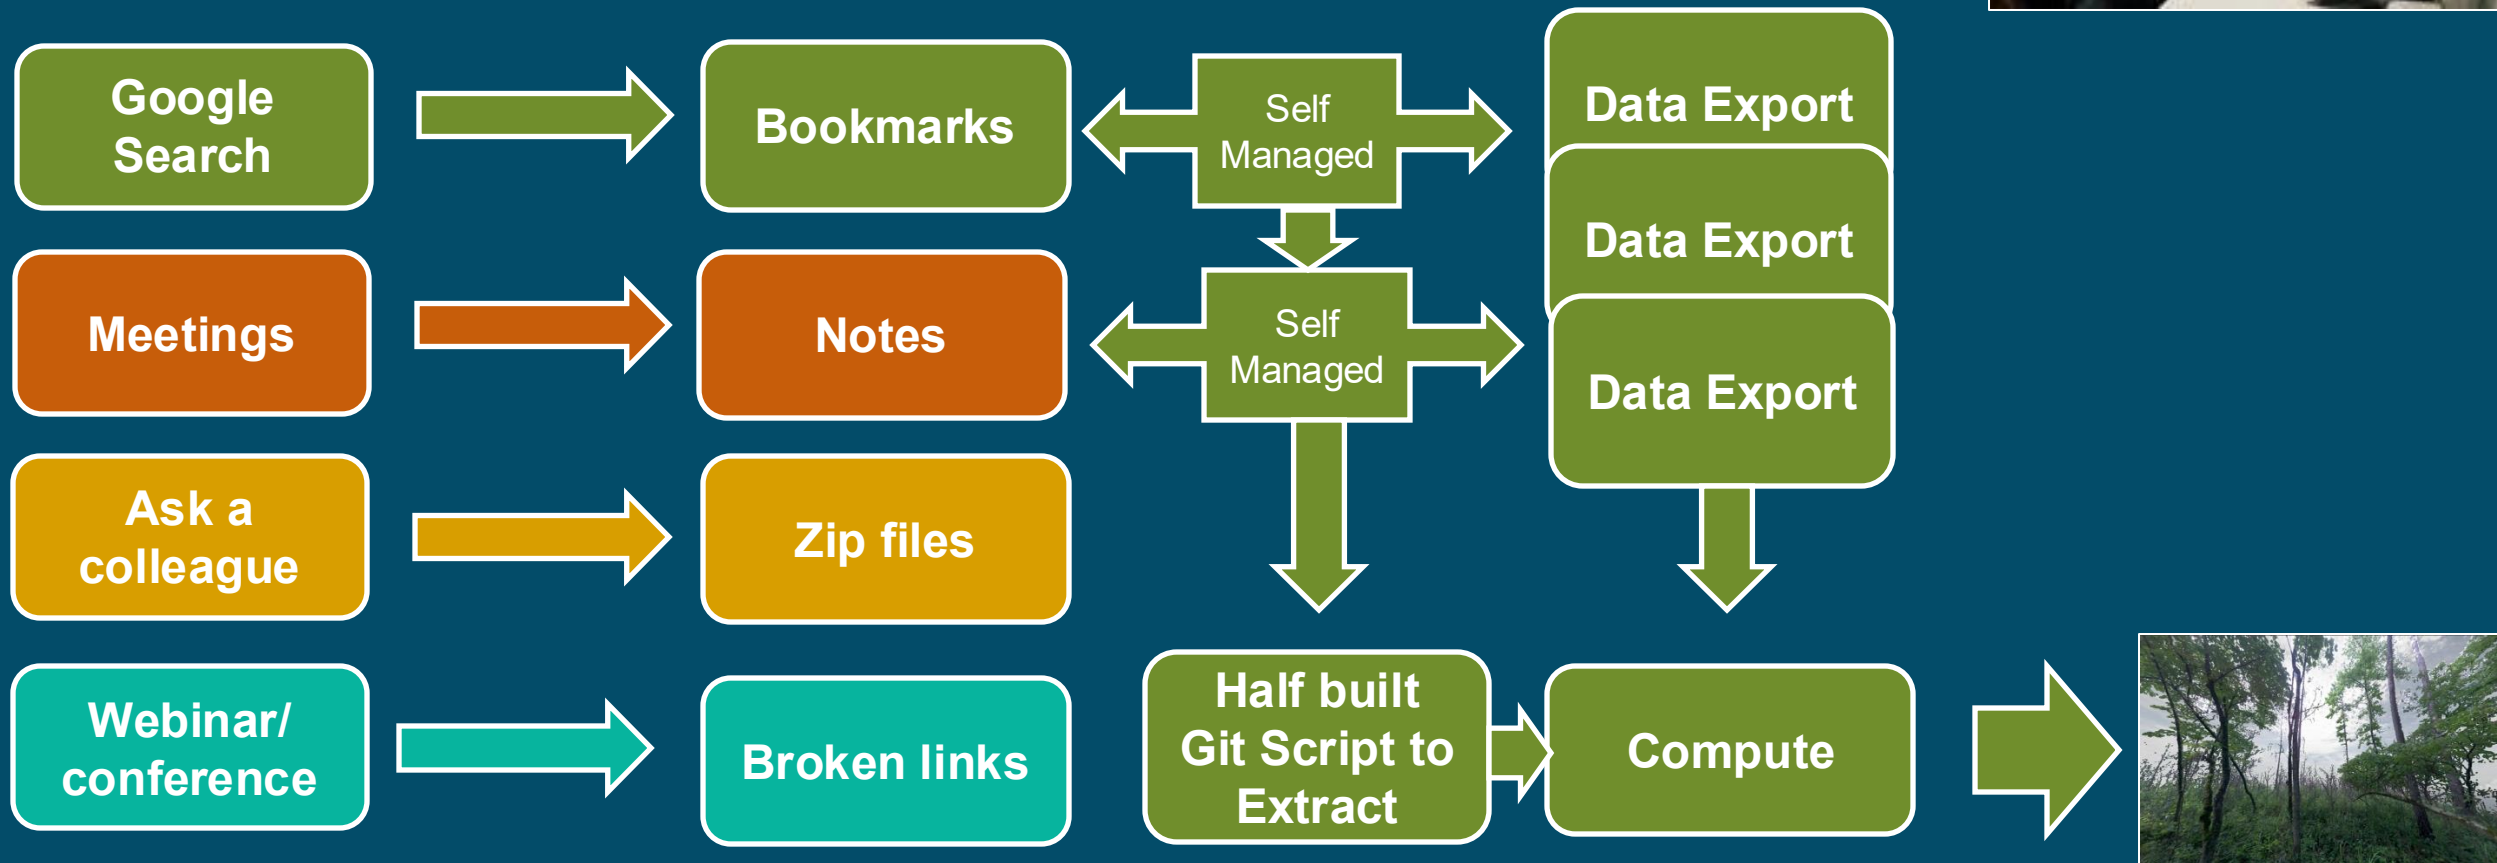 Google
Search
Bookmarks
Self
Managed
Data Export
Data Export
Meetings
Notes
Self
Managed
Data Export
Ask a
colleague
Zip files
Webinar/
conference
Broken links
Half built
Git Script to
Extract
Compute